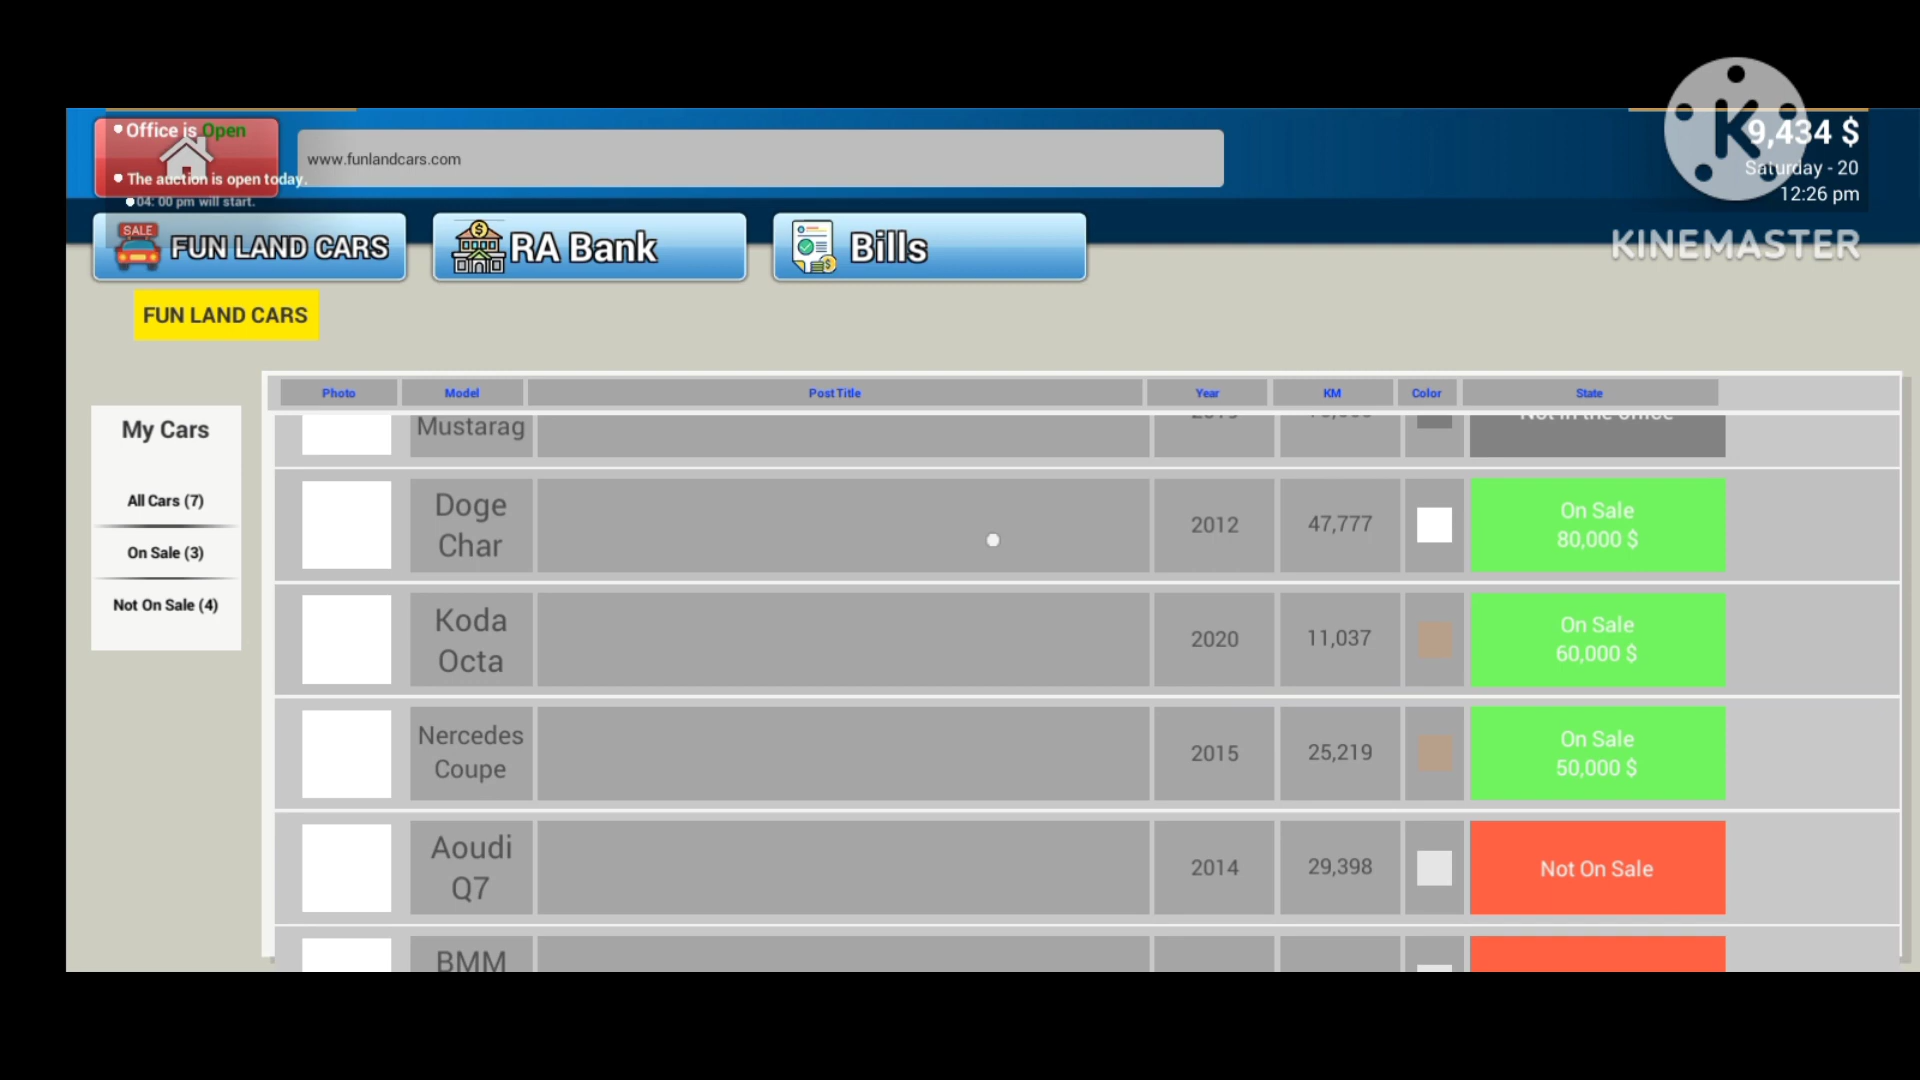 Office is Open
The auction is open today.
04: 00 pm will start.
www.funlandcars.com
K
9,434 $
Saturday - 20
12:26 pm
KINEMASTER
SALE
FUN LAND CARS
RA Bank
Bills
FUN LAND CARS
My Cars
All Cars (7)
On Sale (3)
Not On Sale (4)
Photo Model Post Title Year KM Color State
Mustarag Not in the office
Doge
Char
2012 47,777
On Sale
80,000 $
Koda
Octa
2020 11,037
On Sale
60,000 $
Nercedes
Coupe
2015 25,219
On Sale
50,000 $
Aoudi
Q7
2014 29,398 Not On Sale
BMM